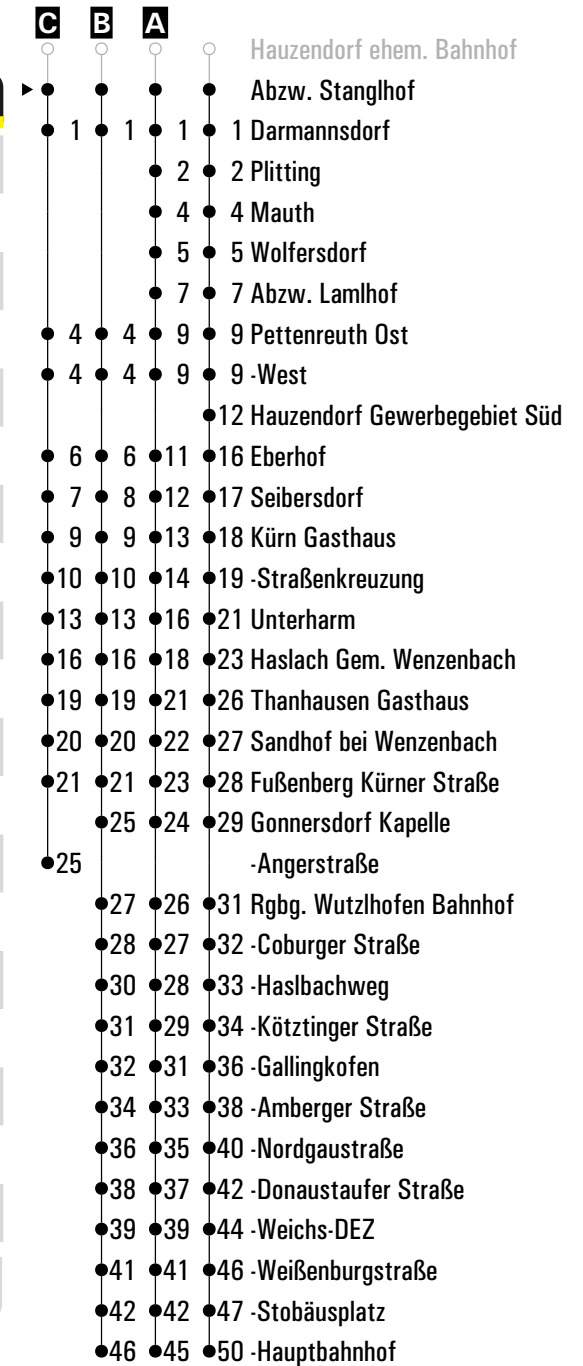 C B A
Hauzendorf ehem. Bahnhof
Abzw. Stanglhof
1 1 1 1 Darmannsdorf
2 2 Plitting
4 4 Mauth
5 5 Wolfersdorf
7 7 Abzw. Lamlhof
4 4 9 9 Pettenreuth Ost
4 4 9 9 -West
12 Hauzendorf Gewerbegebiet Süd
6 6 11 16 Eberhof
7 8 12 17 Seibersdorf
9 9 13 18 Kürn Gasthaus
10 10 14 19 -Straßenkreuzung
13 13 16 21 Unterharm
16 16 18 23 Haslach Gem. Wenzenbach
19 19 21 26 Thanhausen Gasthaus
20 20 22 27 Sandhof bei Wenzenbach
21 21 23 28 Fußenberg Kürner Straße
25 24 29 Gonnersdorf Kapelle
25 -Angerstraße
27 26 31 Rgbg. Wutzlhofen Bahnhof
28 27 32 -Coburger Straße
30 28 33 -Haslbachweg
31 29 34 -Kötztinger Straße
32 31 36 -Gallingkofen
34 33 38 -Amberger Straße
36 35 40 -Nordgaustraße
38 37 42 -Donaustaufer Straße
39 39 44 -Weichs-DEZ
41 41 46 -Weißenburgstraße
42 42 47 -Stobäusplatz
46 45 50 -Hauptbahnhof